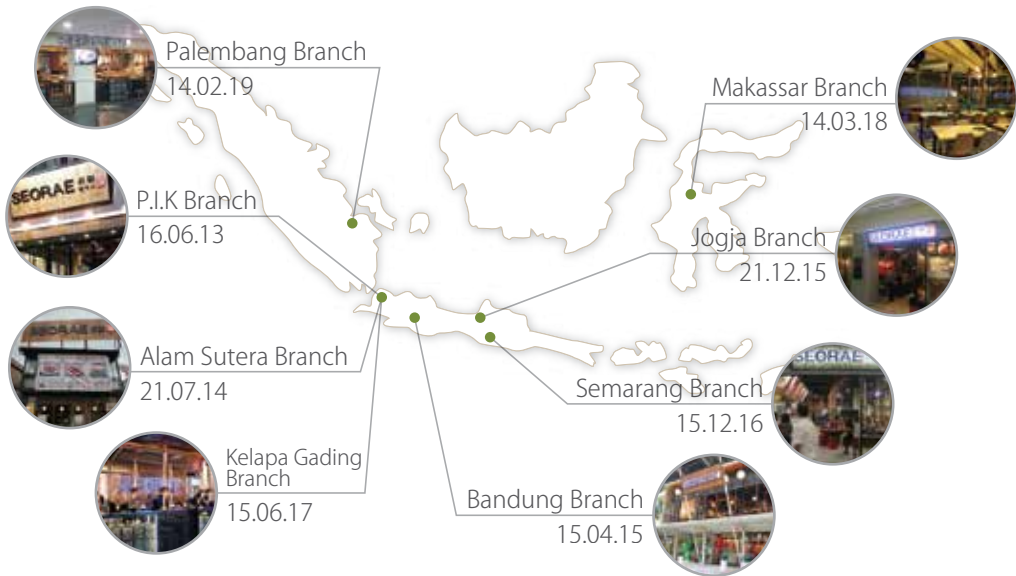 Palembang Branch
14.02.19
Makassar Branch
14.03.18
SEORAE
P.I.K Branch
16.06.13
Jogja Branch
21.12.15
SEORAE
SEORAE
Alam Sutera Branch
21.07.14
SEORAE
Semarang Branch
15.12.16
Kelapa Gading
Branch
15.06.17
Bandung Branch
15.04.15